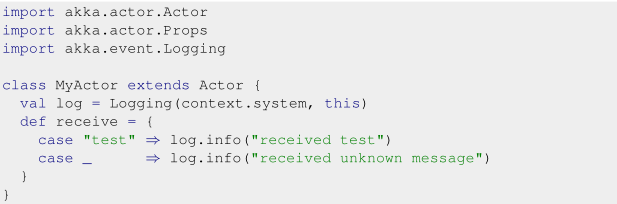 import akka.actor.Actor
import akka.actor.Props
import akka.event.Logging

class MyActor extends Actor {
  val log = Logging(context.system, this)
  def receive = {
    case "test" ⇒ log.info("received test")
    case _      ⇒ log.info("received unknown message")
  }
}